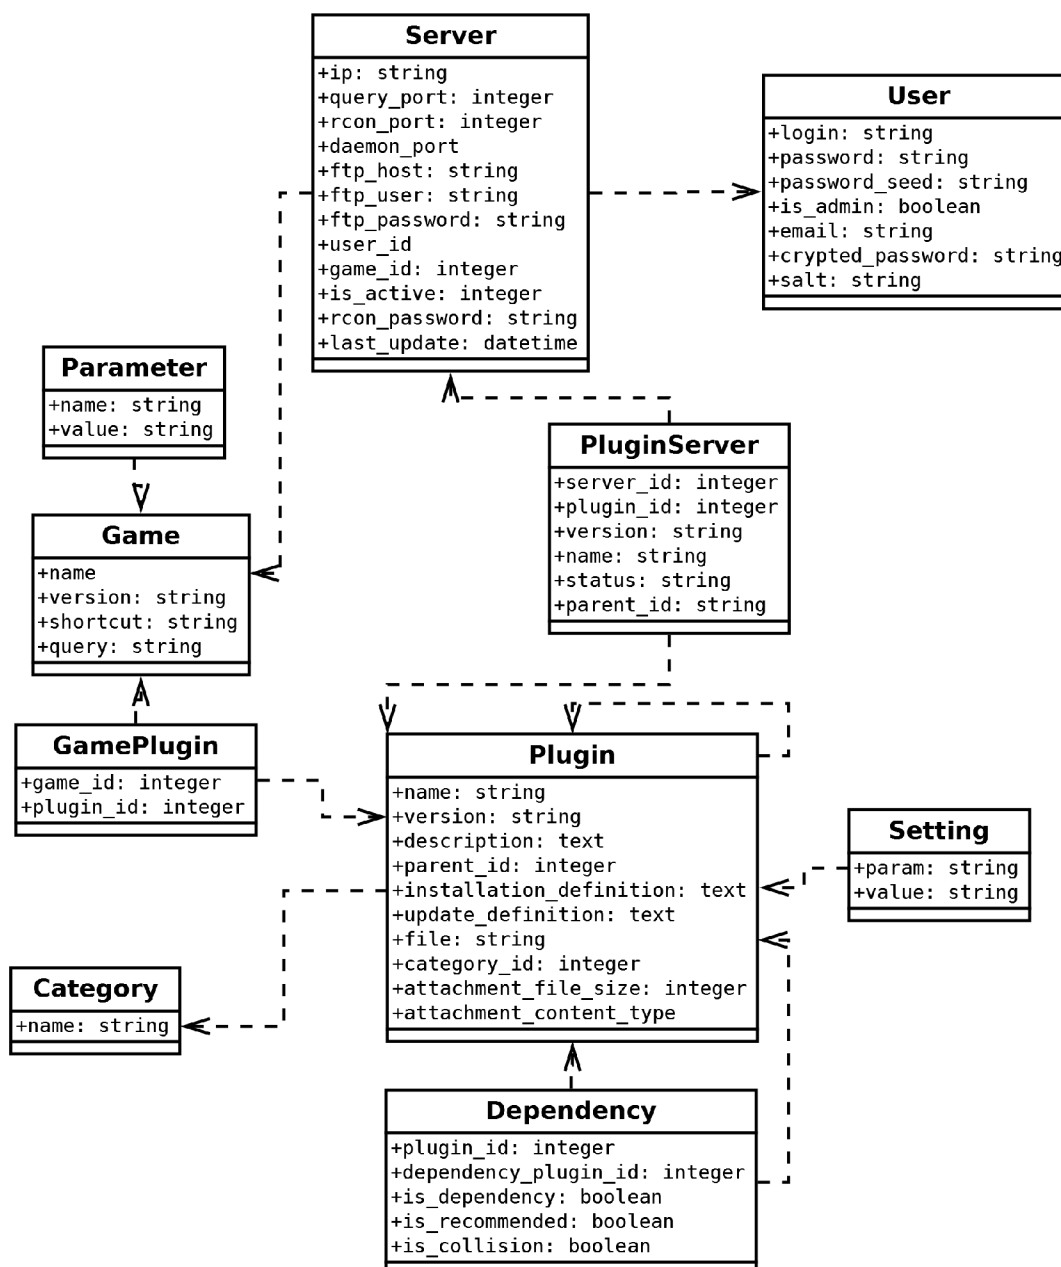 Server
+ip: string
+query_port: integer
+rcon_port: integer
+daemon_port
+ftp_host: string
+ftp_user: string
+ftp_password: string
+user_id
+game_id: integer
+is_active: integer
+rcon_password: string
+last_update: datetime
User
+login: string
+password: string
+password_seed: string
+is_admin: boolean
+email: string
+crypted_password: string
+salt: string
Parameter
+name: string
+value: string
PluginServer
+server_id: integer
+plugin_id: integer
+version: string
+name: string
+status: string
+parent_id: string
Game
+name
+version: string
+shortcut: string
+query: string
GamePlugin
+game_id: integer
+plugin_id: integer
Plugin
+name: string
+version: string
+description: text
+parent_id: integer
+installation_definition: text
+update_definition: text
+file: string
+category_id: integer
+attachment_file_size: integer
+attachment_content_type
Setting
+param: string
+value: string
Category
+name: string
Dependency
+plugin_id: integer
+dependency_plugin_id: integer
+is_dependency: boolean
+is_recommended: boolean
+is_collision: boolean